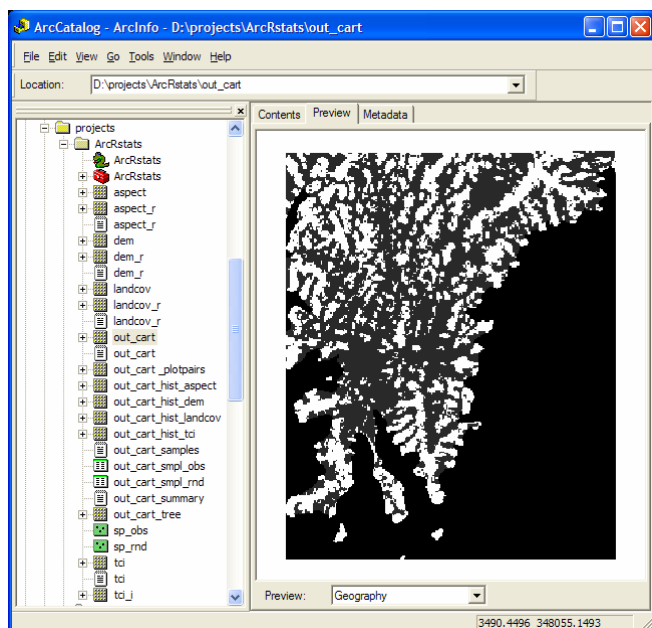 ArcCatalog - ArcInfo - D:\projects\ArcRstats\out_cart
File Edit View Go Tools Window Help
Location: D:\projects\ArcRstats\out_cart
Contents Preview Metadata
projects
ArcRstats
ArcRstats
ArcRstats
aspect
aspect_r
aspect_r
dem
dem_r
dem_r
landcov
landcov_r
landcov_r
out_cart
out_cart
out_cart _plotpairs
out_cart_hist_aspect
out_cart_hist_dem
out_cart_hist_landcov
out_cart_hist_tci
out_cart_samples
out_cart_smpl_obs
out_cart_smpl_rnd
out_cart_summary
out_cart_tree
sp_obs
sp_rnd
tci
tci
tci_i
Preview: Geography
3490.4496 348055.1493